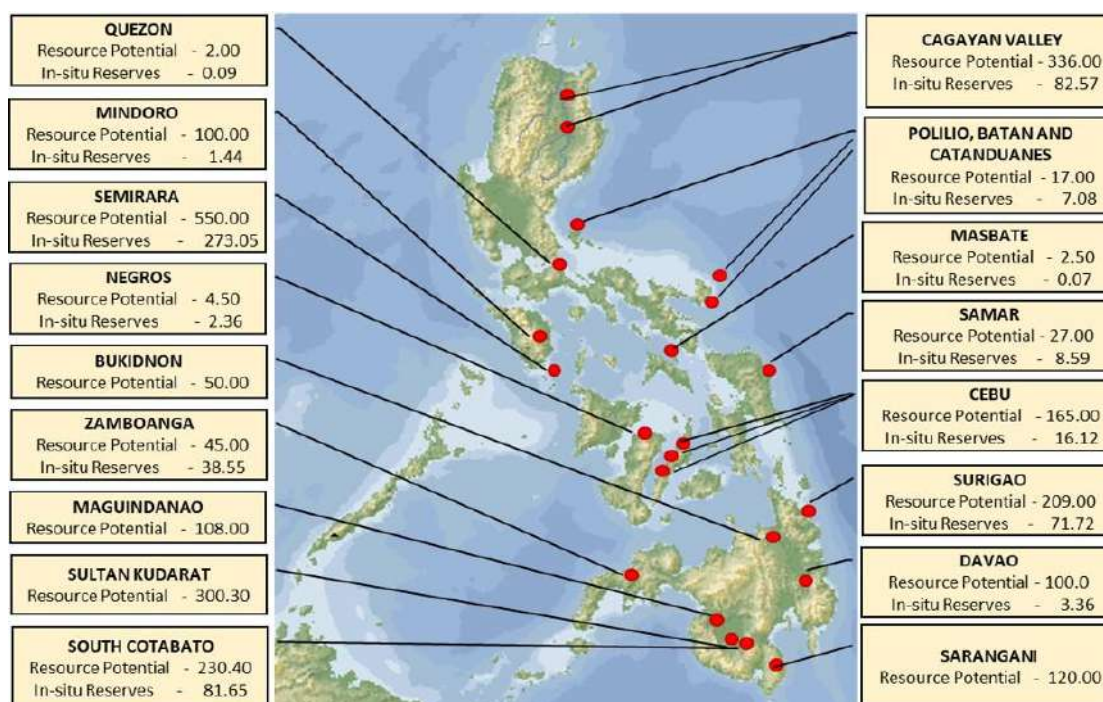 QUEZON
Resource Potential - 2.00
In-situ Reserves - 0.09
MINDORO
Resource Potential - 100.00
In-situ Reserves - 1.44
SEMIRARA
Resource Potential - 550.00
In-situ Reserves - 273.05
NEGROS
Resource Potential - 4.50
In-situ Reserves - 2.36
BUKIDNON
Resource Potential - 50.00
ZAMBOANGA
Resource Potential - 45.00
In-situ Reserves - 38.55
MAGUINDANAO
Resource Potential - 108.00
SULTAN KUDARAT
Resource Potential - 300.30
SOUTH COTABATO
Resource Potential - 230.40
In-situ Reserves - 81.65
CAGAYAN VALLEY
Resource Potential - 336.00
In-situ Reserves - 82.57
POLILIO, BATAN AND
CATANDUANES
Resource Potential - 17.00
In-situ Reserves - 7.08
MASBATE
Resource Potential - 2.50
In-situ Reserves - 0.07
SAMAR
Resource Potential - 27.00
In-situ Reserves - 8.59
CEBU
Resource Potential - 165.00
In-situ Reserves - 16.12
SURIGAO
Resource Potential - 209.00
In-situ Reserves - 71.72
DAVAO
Resource Potential - 100.0
In-situ Reserves - 3.36
SARANGANI
Resource Potential - 120.00